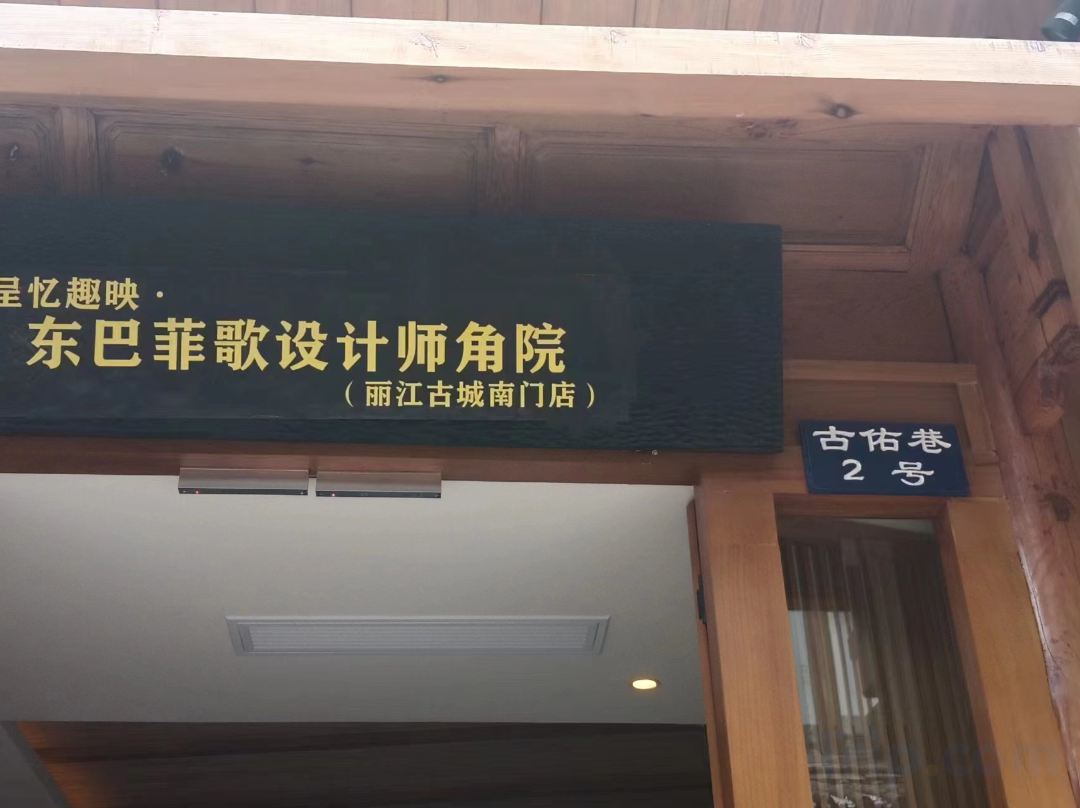 呈忆趣映·
东巴菲歌设计师角院
（丽江古城南门店）
古佑巷
2 号